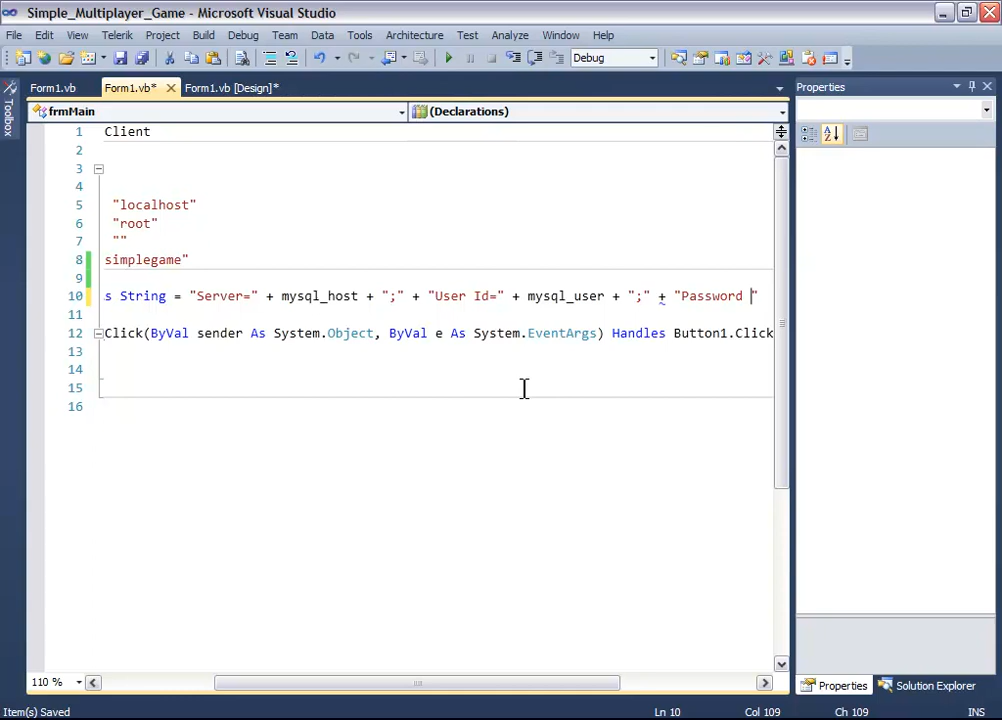 Simple_Multiplayer_Game - Microsoft Visual Studio
File Edit View Telerik Project Build Debug Team Data Tools Architecture Test Analyze Window Help
Debug
Toolbox
Form1.vb Form1.vb* Form1.vb [Design]*
frmMain (Declarations)
1 Client
2
3
4
5 "localhost"
6 "root"
7 ""
8 simplegame"
9
10 s String = "Server=" + mysql_host + ";" + "User Id=" + mysql_user + ";" + "Password "
11
12 Click(ByVal sender As System.Object, ByVal e As System.EventArgs) Handles Button1.Click
13
14
15
16
110 %
Properties
Properties Solution Explorer
Item(s) Saved Ln 10 Col 109 Ch 109 INS